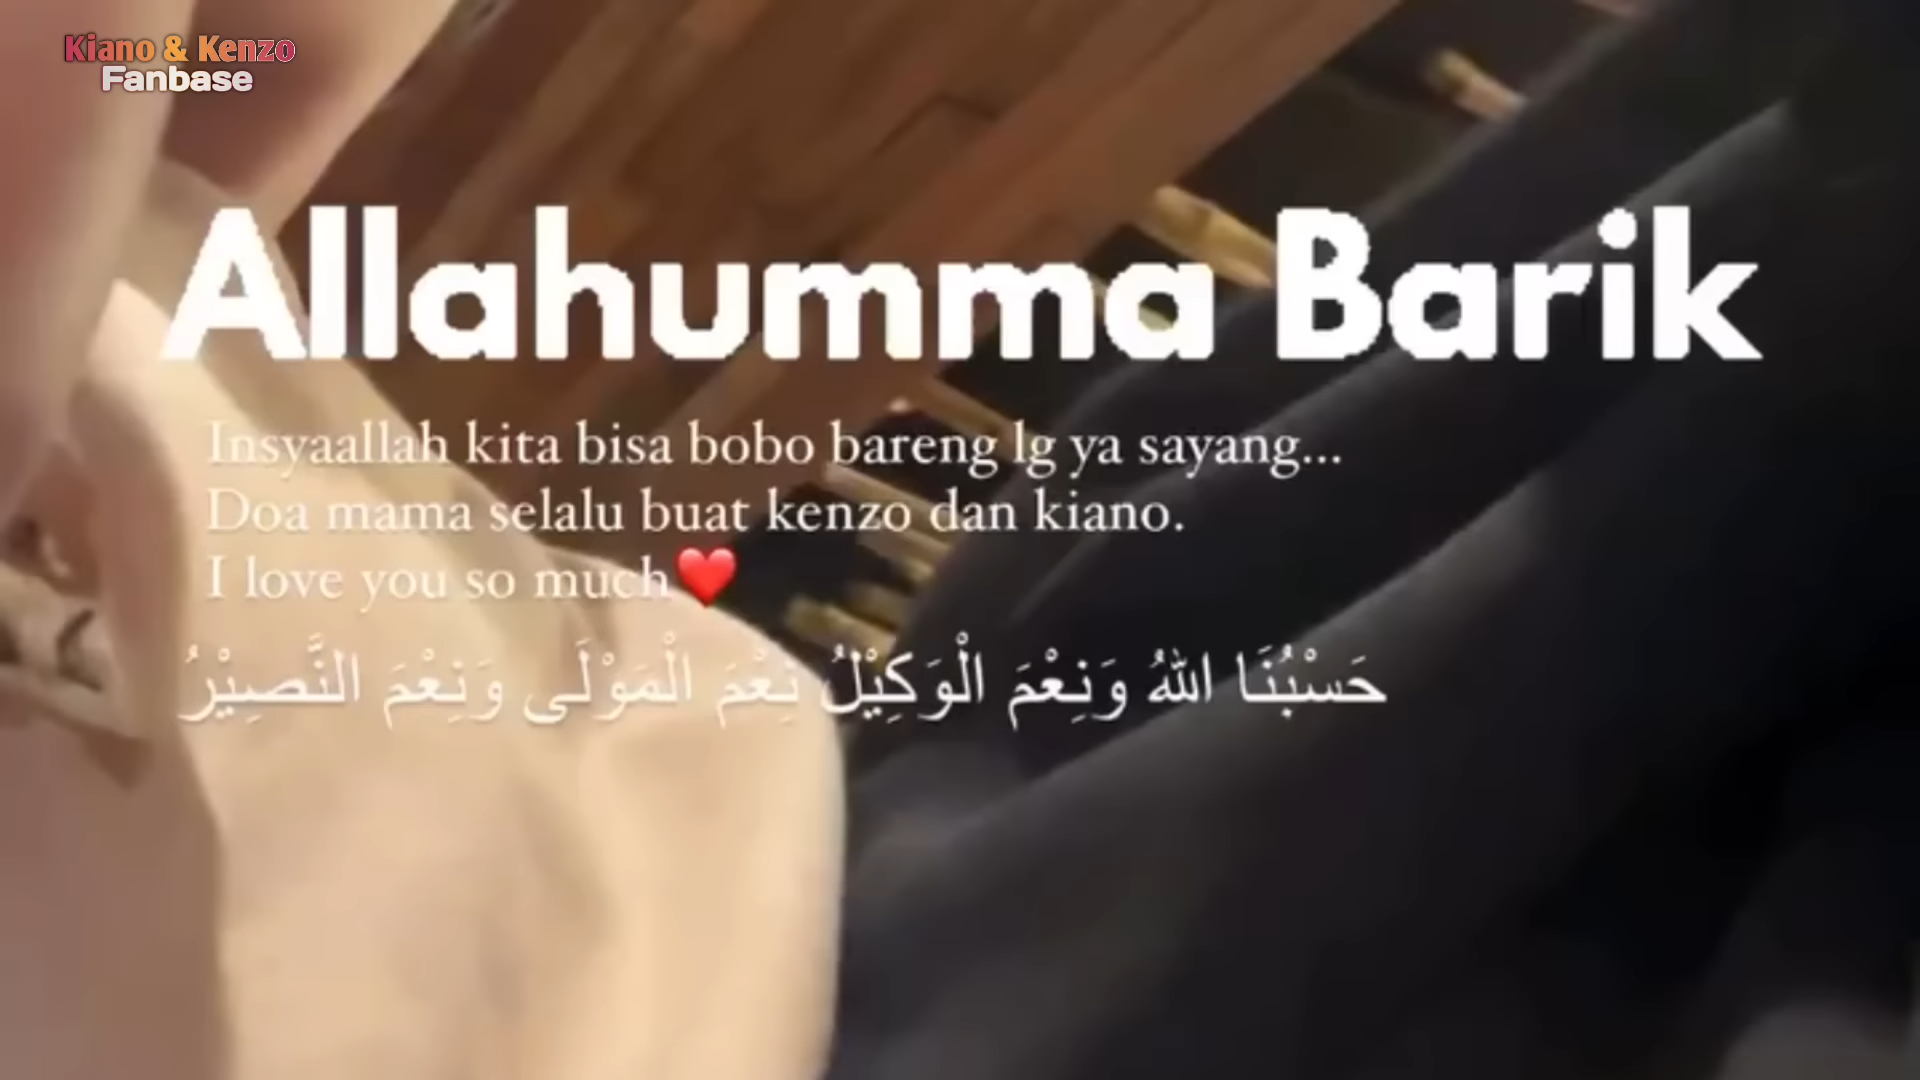 Kiano & Kenzo
Fanbase
Allahumma Barik
Insyaallah kita bisa bobo bareng lg ya sayang...
Doa mama selalu buat kenzo dan kiano.
I love you so much❤️
حَسْبُنَا اللهُ وَنِعْمَ الْوَكِيْلُ نِعْمَ الْمَوْلَى وَنِعْمَ النَّصِيْرُ